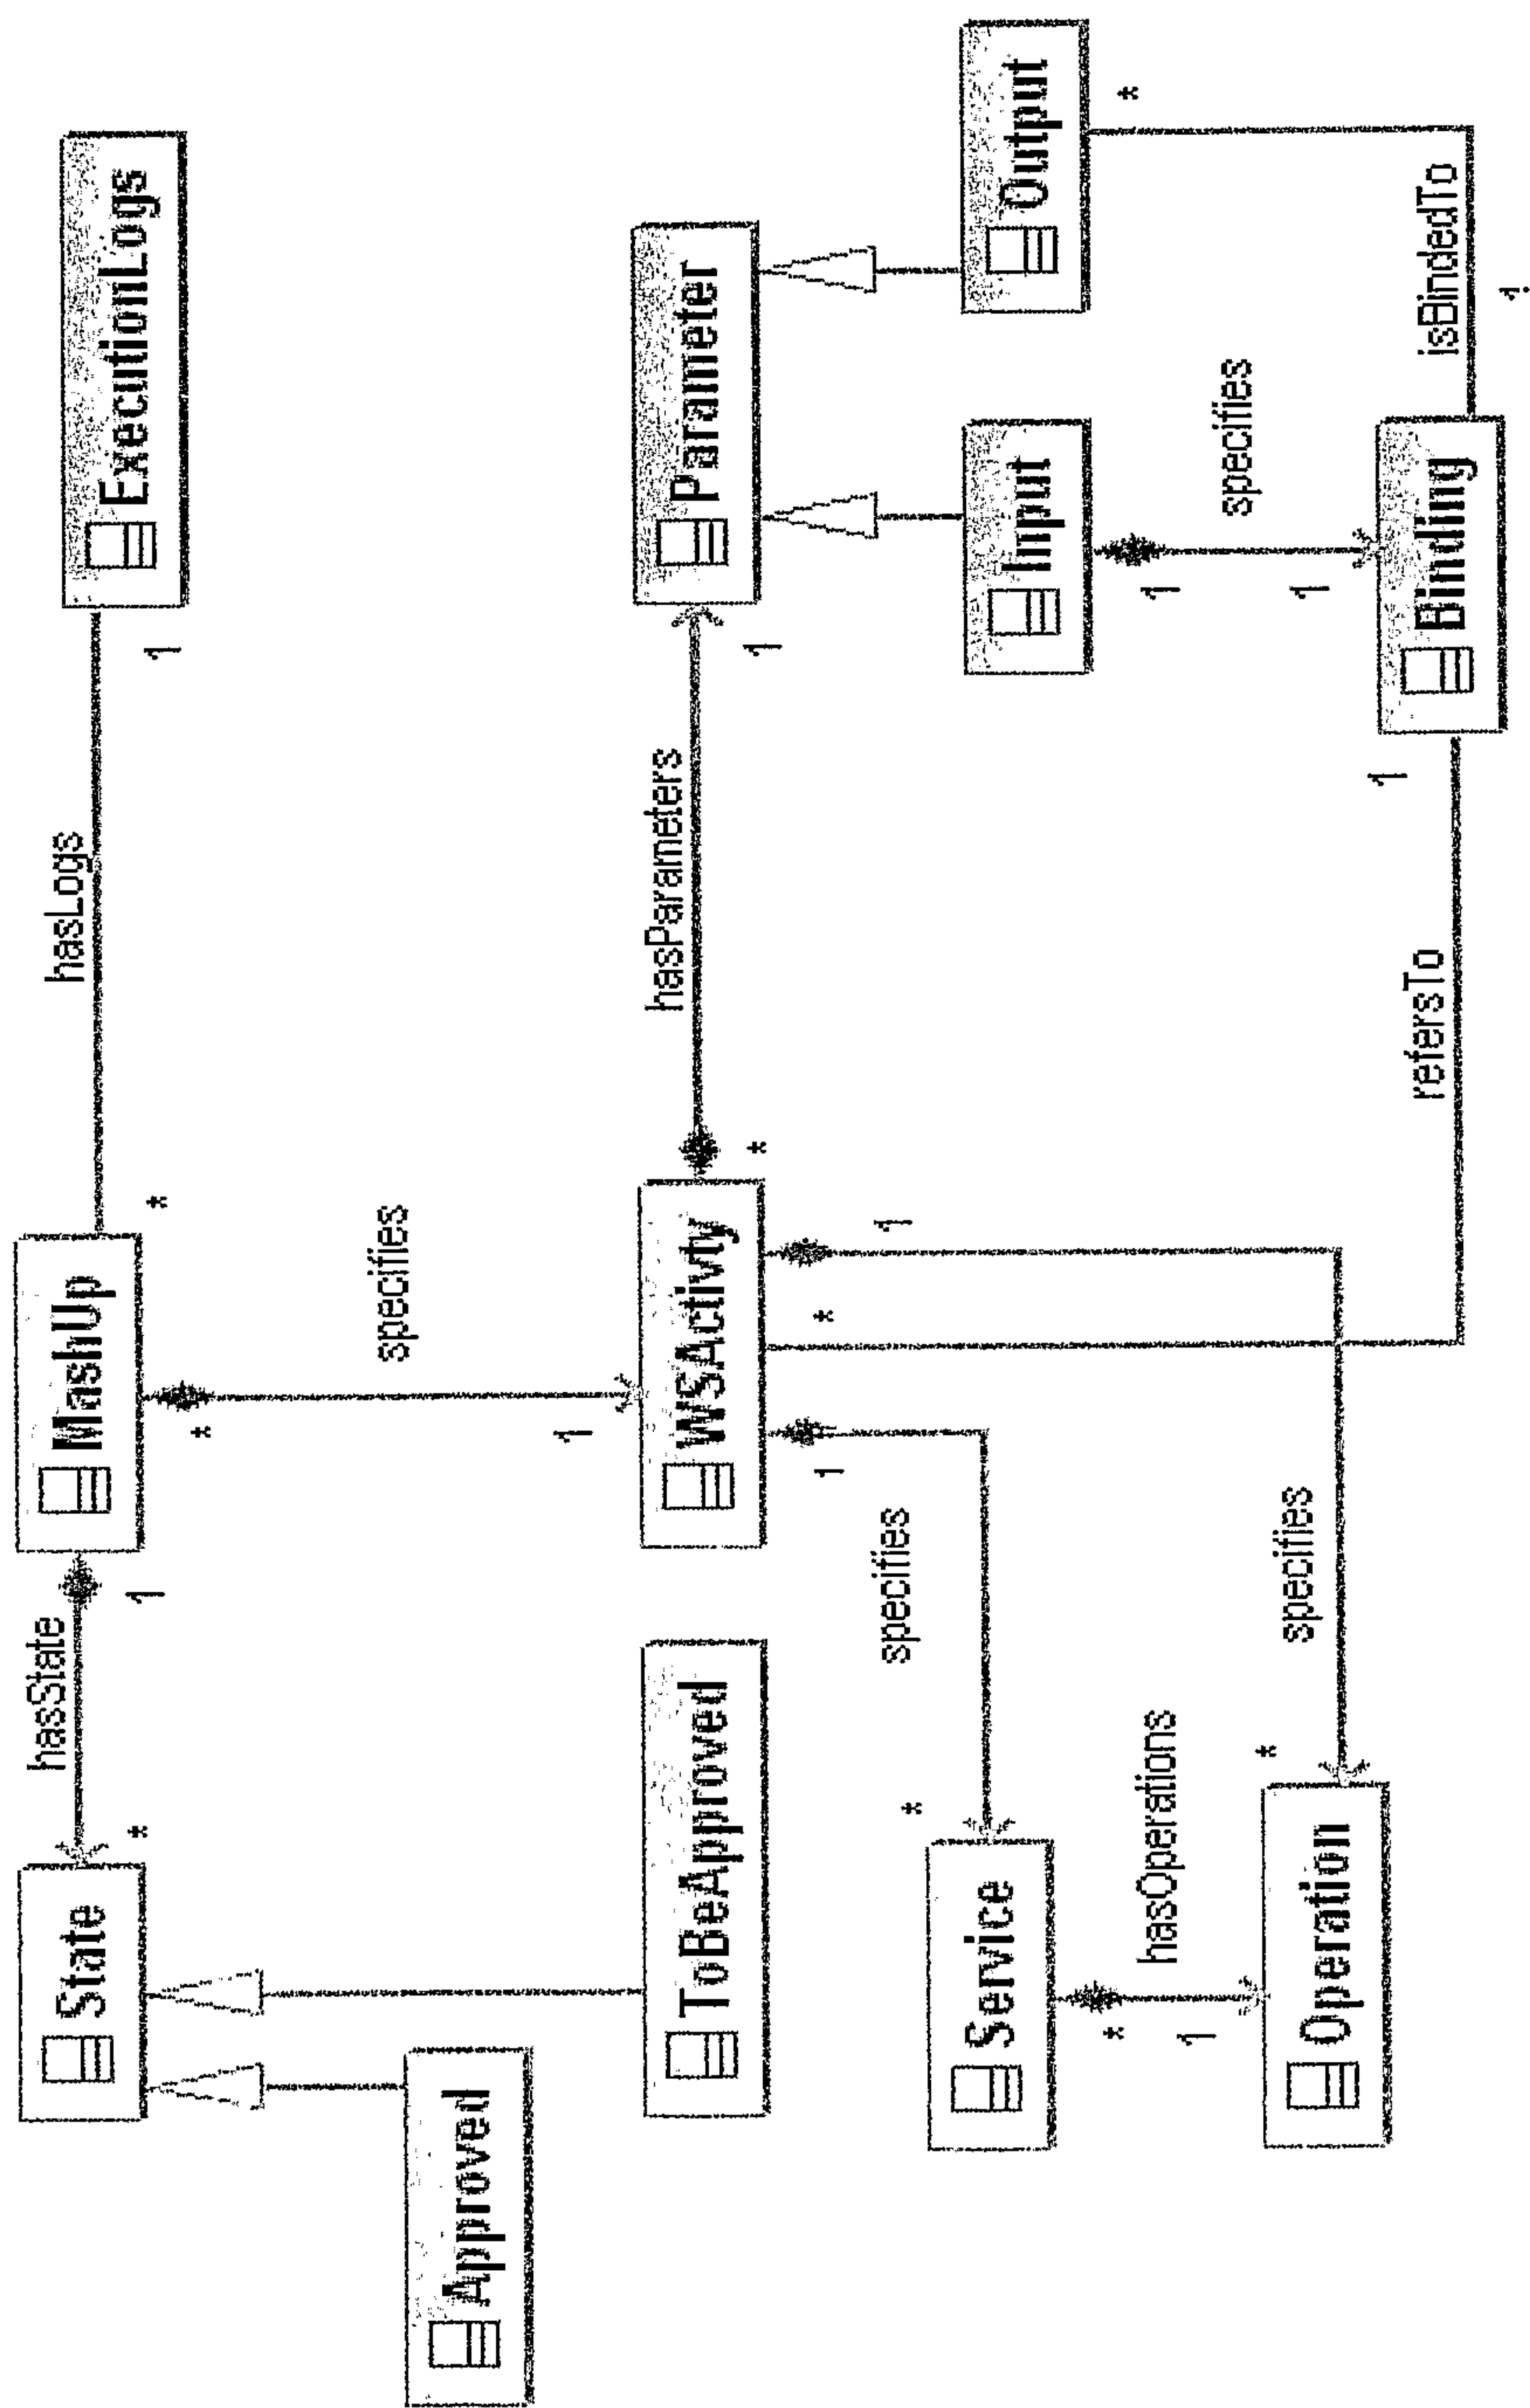 hasState
hasLogs
State
MashUp
ExecutionLogs
*
1
*
1
Approved
specifies
*
1
ToBeApproved
WSActivty
hasParameters
Parameter
*
1
1
*
1
specifies
Service
*
Input
Output
*
hasOperations
*
1
1
1
specifies
specifies
Operation
*
refersTo
1
Binding
isBindedTo
1